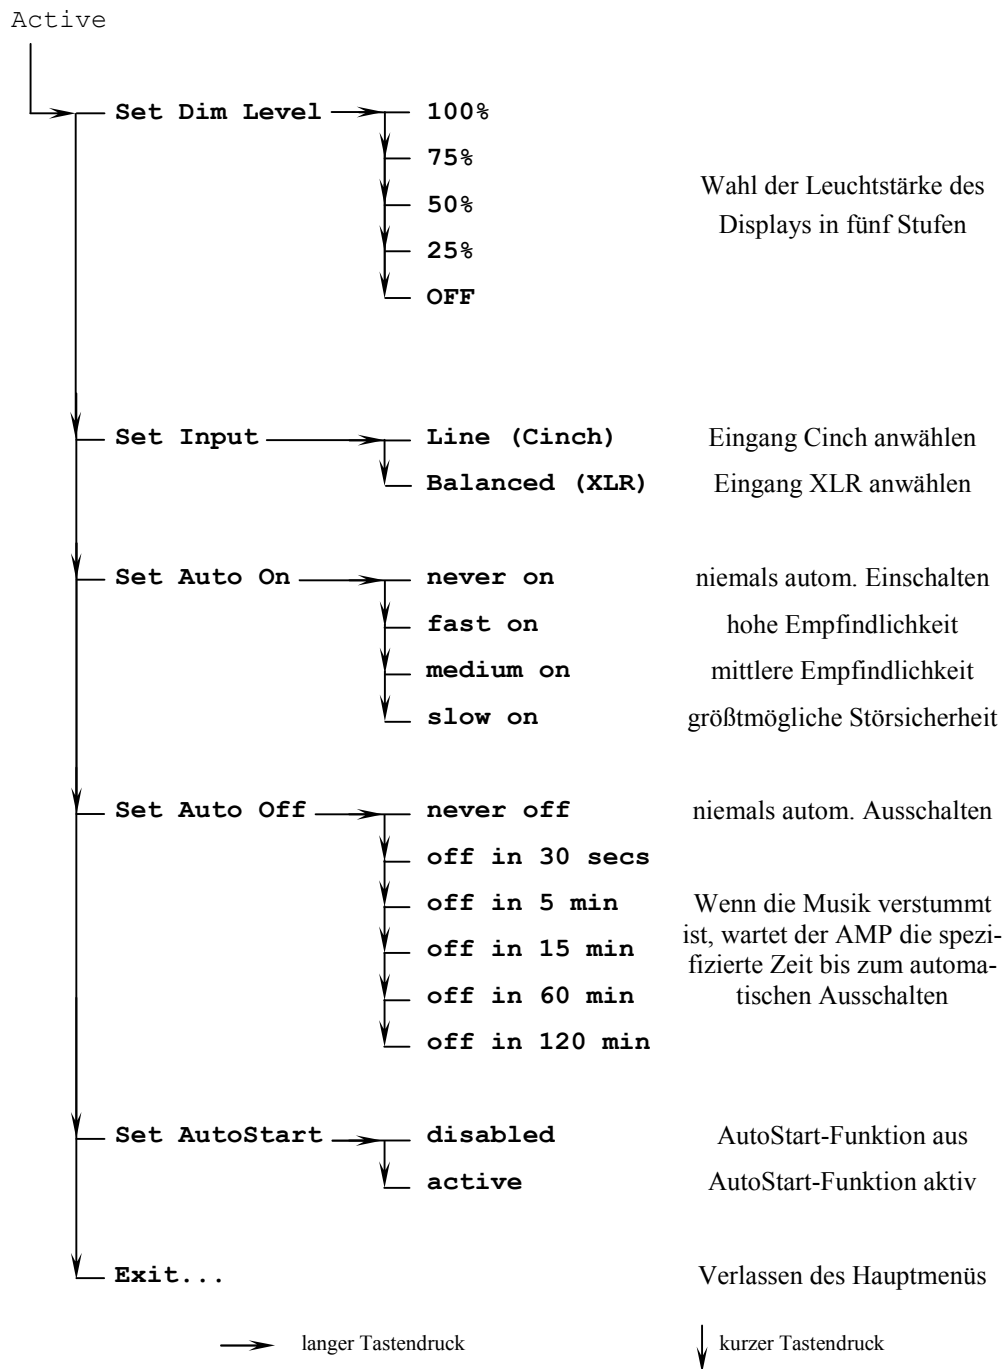 Active
Set Dim Level
100%
75%
50%
25%
OFF
Wahl der Leuchtstärke des
Displays in fünf Stufen
Set Input
Line (Cinch)
Eingang Cinch anwählen
Balanced (XLR)
Eingang XLR anwählen
Set Auto On
never on
niemals autom. Einschalten
fast on
hohe Empfindlichkeit
medium on
mittlere Empfindlichkeit
slow on
größtmögliche Störsicherheit
Set Auto Off
never off
niemals autom. Ausschalten
off in 30 secs
off in 5 min
off in 15 min
off in 60 min
off in 120 min
Wenn die Musik verstummt
ist, wartet der AMP die spezi-
fizierte Zeit bis zum automa-
tischen Ausschalten
Set AutoStart
disabled
AutoStart-Funktion aus
active
AutoStart-Funktion aktiv
Exit...
Verlassen des Hauptmenüs
langer Tastendruck
kurzer Tastendruck